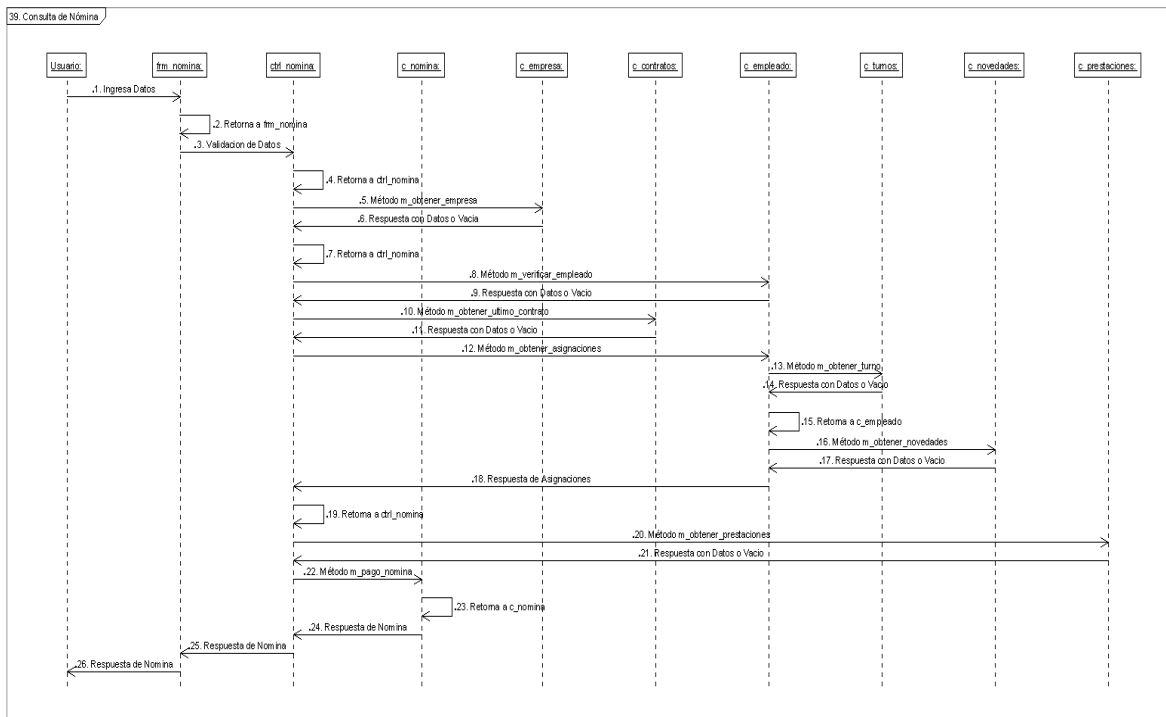 39. Consulta de Nómina
Usuario:
frm_nomina:
ctrl_nomina:
c_nomina:
c_empresa:
c_contratos:
c_empleado:
c_turnos:
c_novedades:
c_prestaciones:
.1. Ingresa Datos
.2. Retorna a frm_nomina
.3. Validacion de Datos
.4. Retorna a ctrl_nomina
.5. Método m_obtener_empresa
.6. Respuesta con Datos o Vacia
.7. Retorna a ctrl_nomina
.8. Método m_verificar_empleado
.9. Respuesta con Datos o Vacio
.10. Método m_obtener_ultimo_contrato
.11. Respuesta con Datos o Vacio
.12. Método m_obtener_asignaciones
.13. Método m_obtener_turno
.14. Respuesta con Datos o Vacio
.15. Retorna a c_empleado
.16. Método m_obtener_novedades
.17. Respuesta con Datos o Vacio
.18. Respuesta de Asignaciones
.19. Retorna a ctrl_nomina
.20. Método m_obtener_prestaciones
.21. Respuesta con Datos o Vacio
.22. Método m_pago_nomina
.23. Retorna a c_nomina
.24. Respuesta de Nomina
.25. Respuesta de Nomina
.26. Respuesta de Nomina